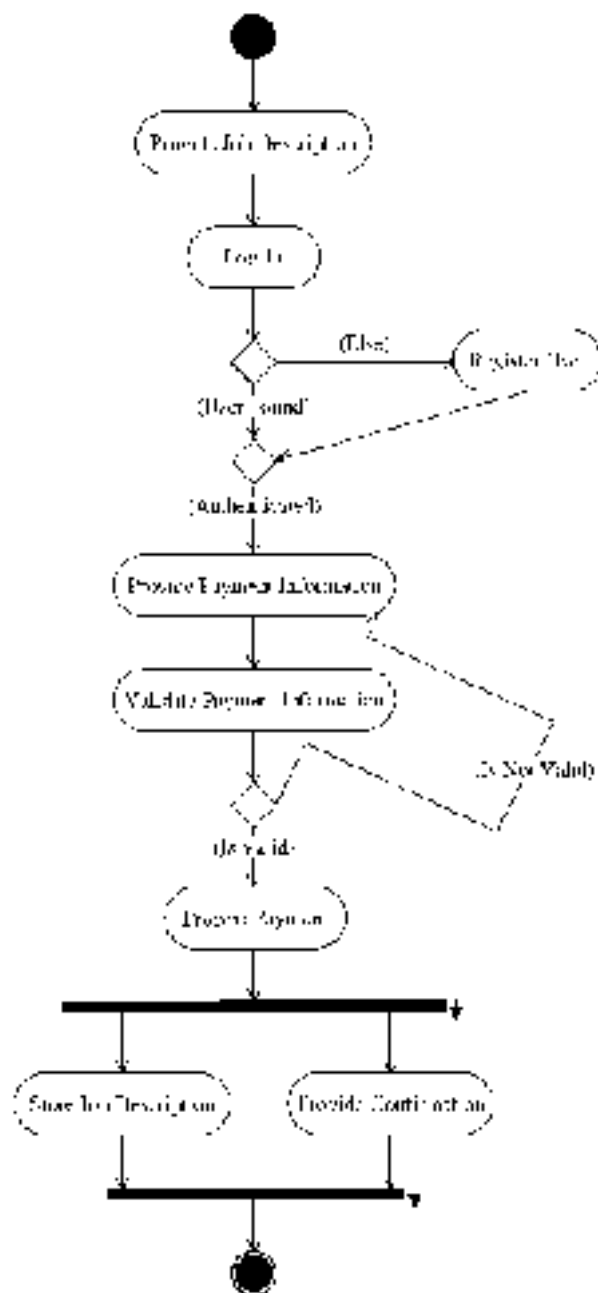 Job Description
Log In
(Else)
Register User
(User Found)
(Authenticated)
Provide Payment Information
Validate Payment Information
(Is Not Valid)
(Is Valid)
Process Payment
Store Job Description
Provide Confirmation